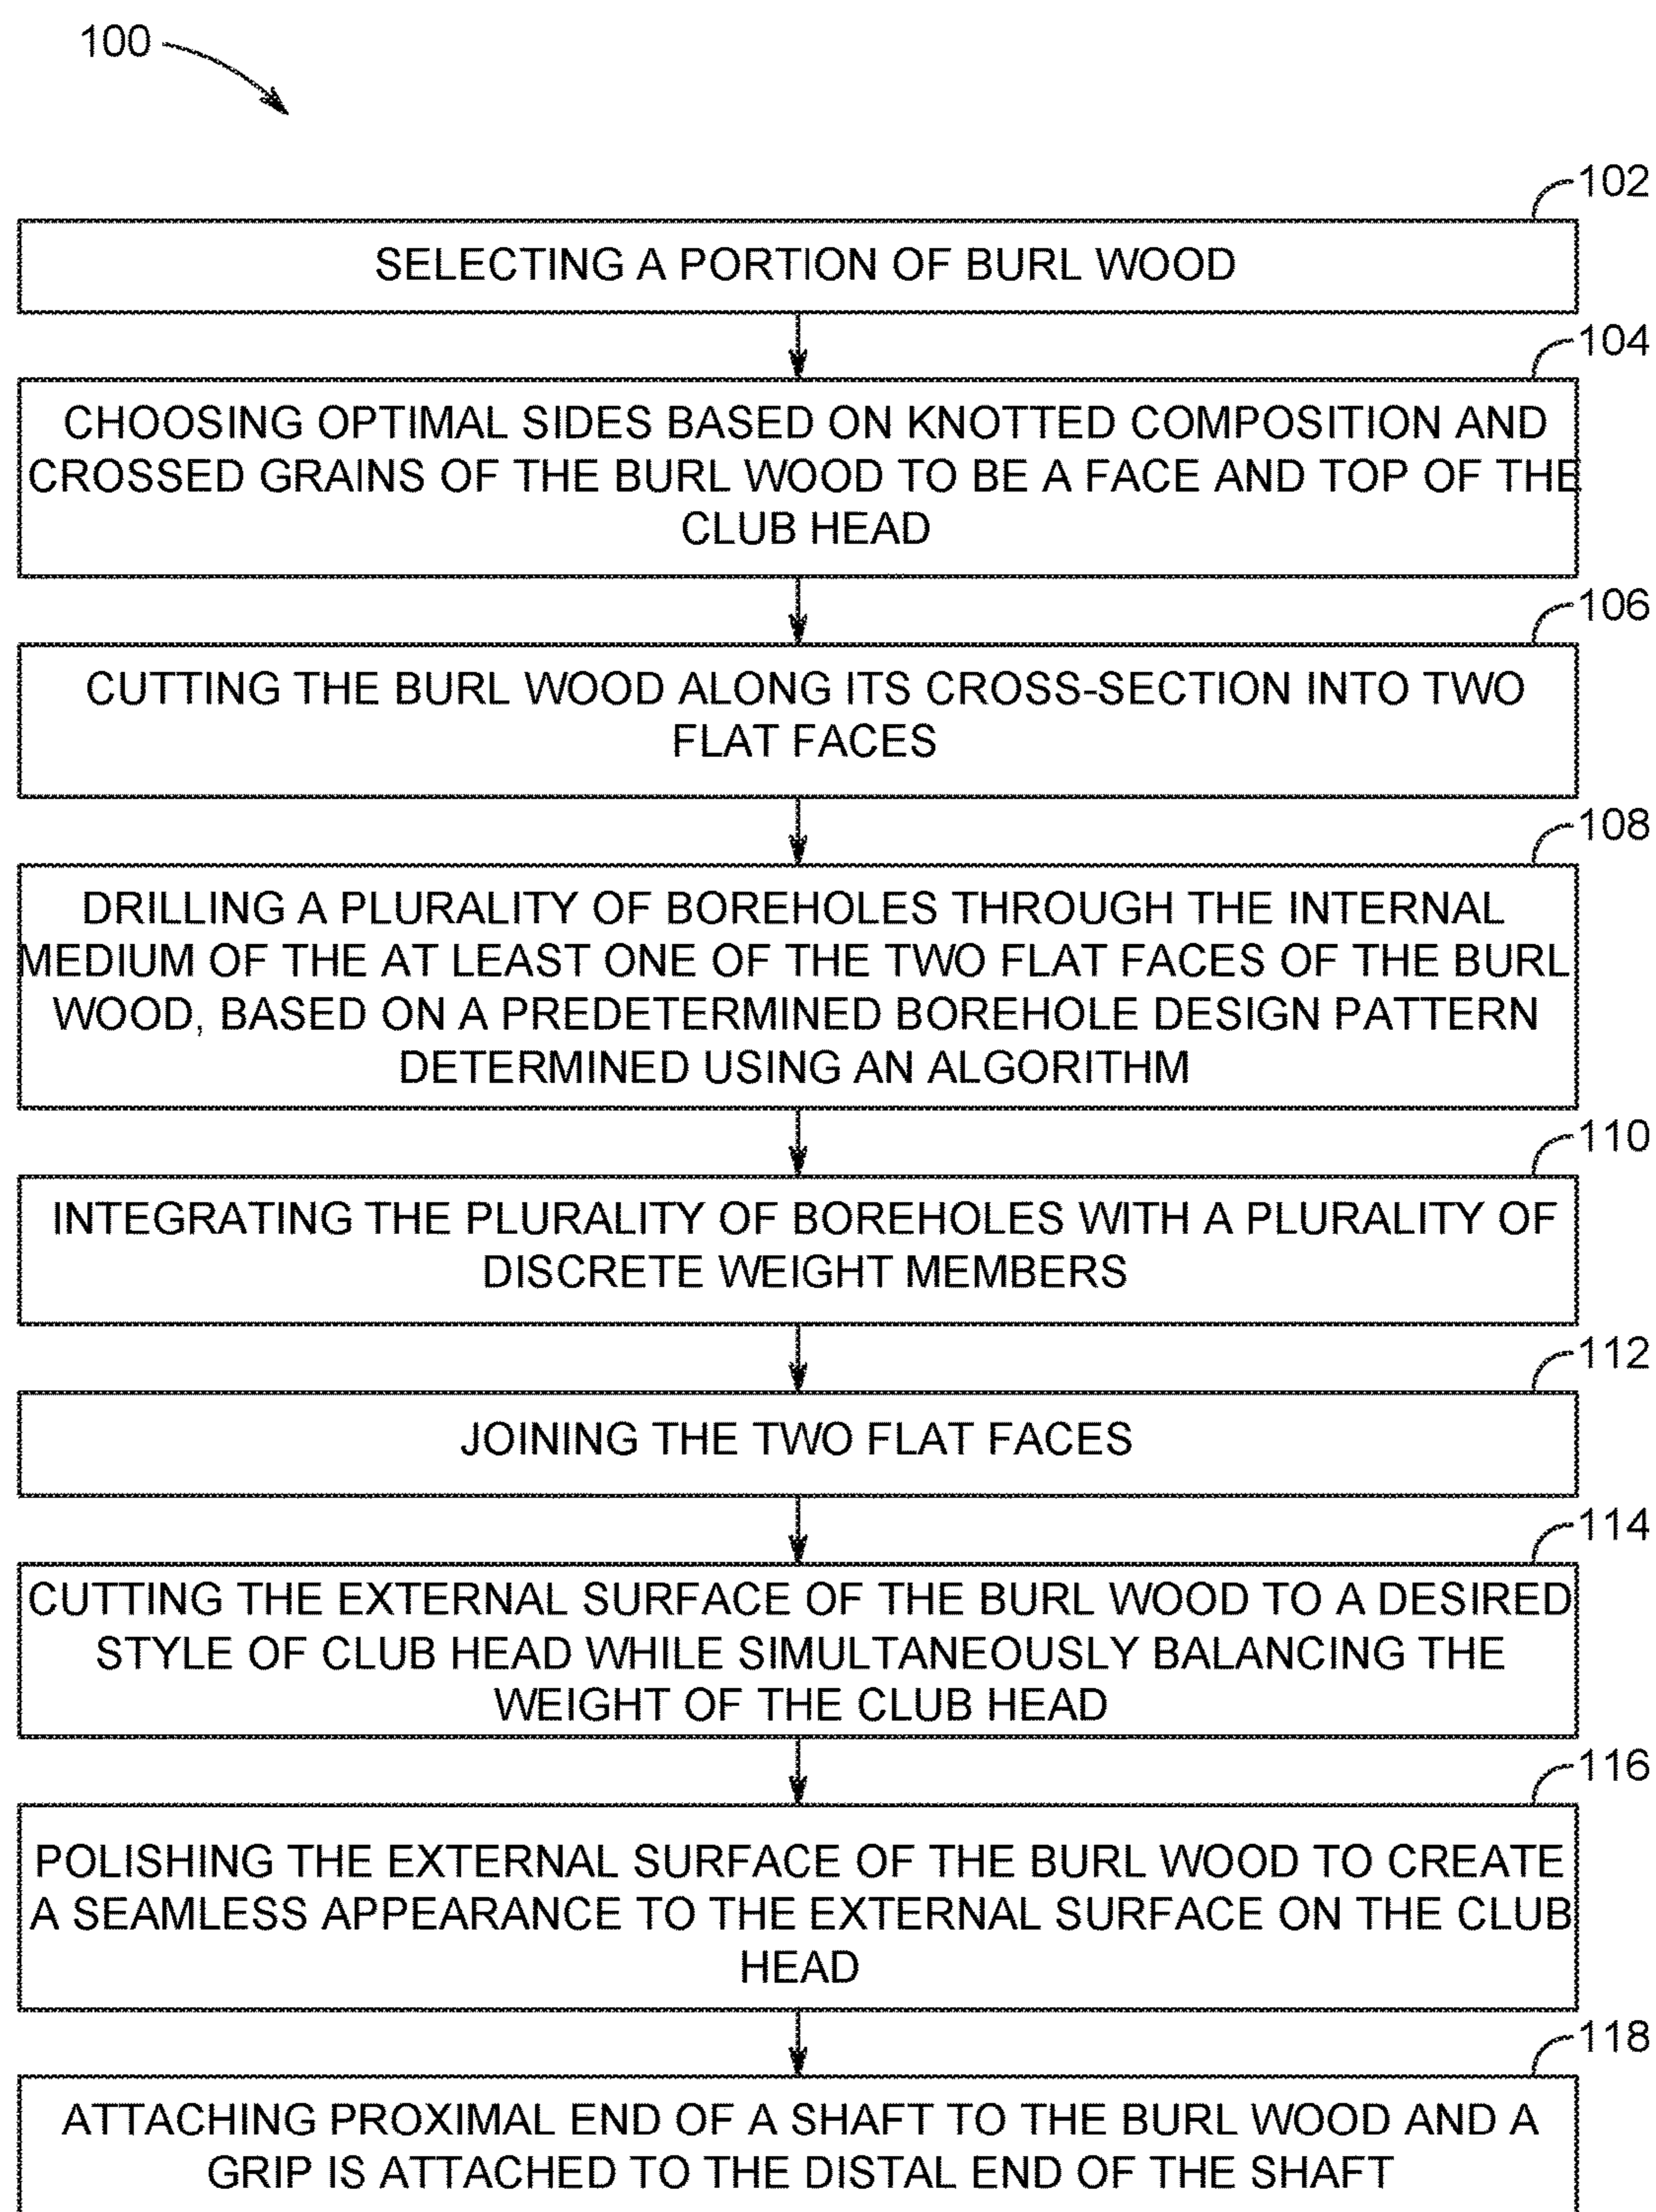 100
102
SELECTING A PORTION OF BURL WOOD
104
CHOOSING OPTIMAL SIDES BASED ON KNOTTED COMPOSITION AND
CROSSED GRAINS OF THE BURL WOOD TO BE A FACE AND TOP OF THE
CLUB HEAD
106
CUTTING THE BURL WOOD ALONG ITS CROSS-SECTION INTO TWO
FLAT FACES
108
DRILLING A PLURALITY OF BOREHOLES THROUGH THE INTERNAL
MEDIUM OF THE AT LEAST ONE OF THE TWO FLAT FACES OF THE BURL
WOOD, BASED ON A PREDETERMINED BOREHOLE DESIGN PATTERN
DETERMINED USING AN ALGORITHM
110
INTEGRATING THE PLURALITY OF BOREHOLES WITH A PLURALITY OF
DISCRETE WEIGHT MEMBERS
112
JOINING THE TWO FLAT FACES
114
CUTTING THE EXTERNAL SURFACE OF THE BURL WOOD TO A DESIRED
STYLE OF CLUB HEAD WHILE SIMULTANEOUSLY BALANCING THE
WEIGHT OF THE CLUB HEAD
116
POLISHING THE EXTERNAL SURFACE OF THE BURL WOOD TO CREATE
A SEAMLESS APPEARANCE TO THE EXTERNAL SURFACE ON THE CLUB
HEAD
118
ATTACHING PROXIMAL END OF A SHAFT TO THE BURL WOOD AND A
GRIP IS ATTACHED TO THE DISTAL END OF THE SHAFT